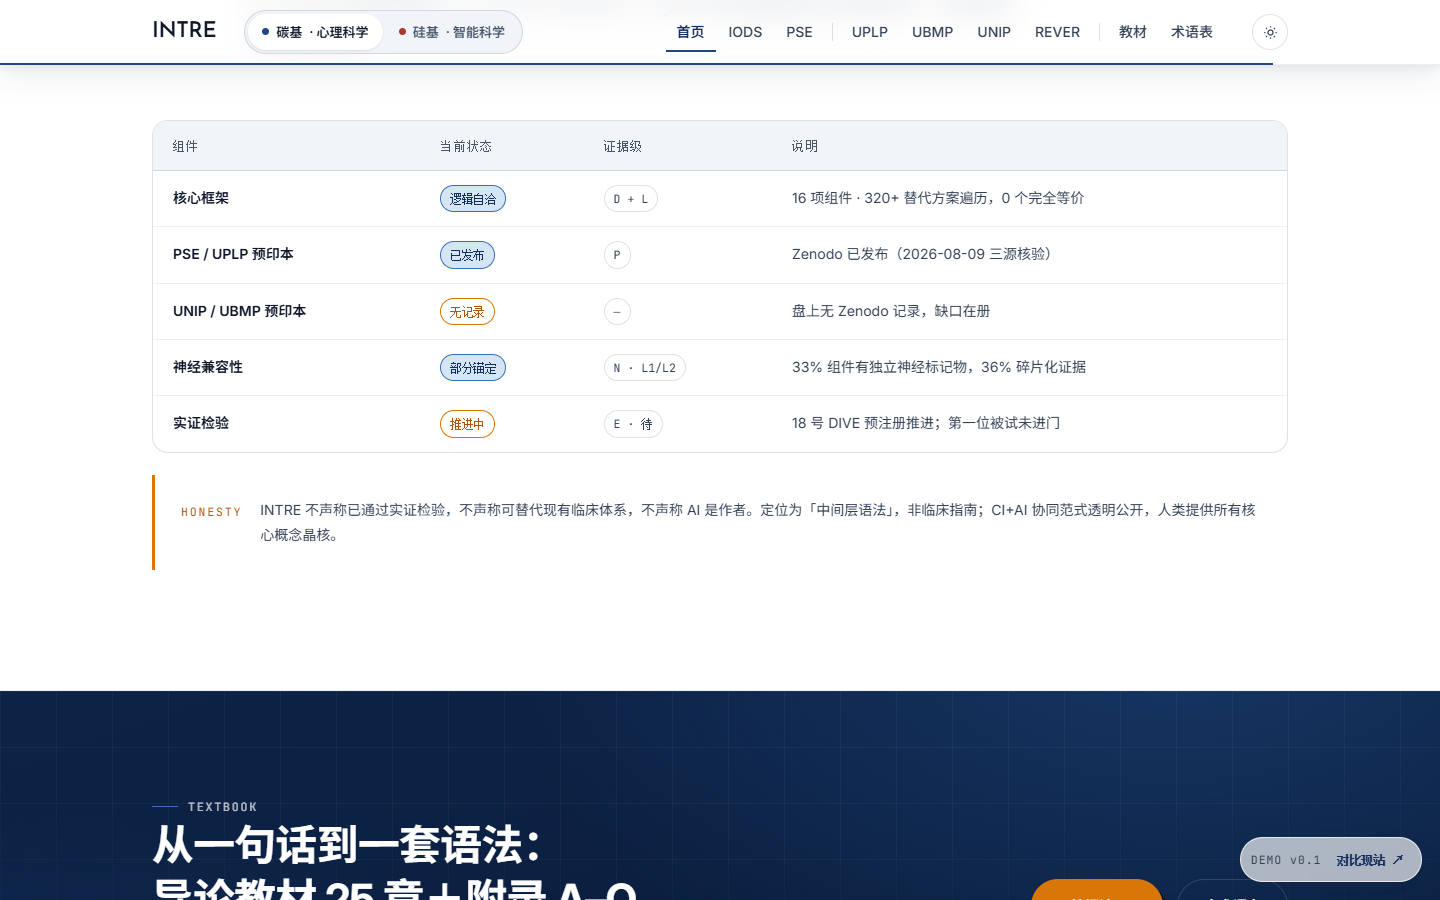 INTRE
碳基 · 心理科学
硅基 · 智能科学
首页 IODS PSE UPLP UBMP UNIP REVER 教材 术语表
组件 当前状态 证据级 说明
核心框架 逻辑自洽 D + L 16 项组件 · 320+ 替代方案遍历，0 个完全等价
PSE / UPLP 预印本 已发布 P Zenodo 已发布（2026-08-09 三源核验）
UNIP / UBMP 预印本 无记录 — 盘上无 Zenodo 记录，缺口在册
神经兼容性 部分锚定 N · L1/L2 33% 组件有独立神经标记物，36% 碎片化证据
实证检验 推进中 E · 待 18 号 DIVE 预注册推进；第一位被试未进门
HONESTY
INTRE 不声称已通过实证检验，不声称可替代现有临床体系，不声称 AI 是作者。定位为「中间层语法」，非临床指南；CI+AI 协同范式透明公开，人类提供所有核
心概念晶核。
TEXTBOOK
从一句话到一套语法：
导论教材 25 章 + 附录 A–Q
DEMO v0.1 对比现站 ↗